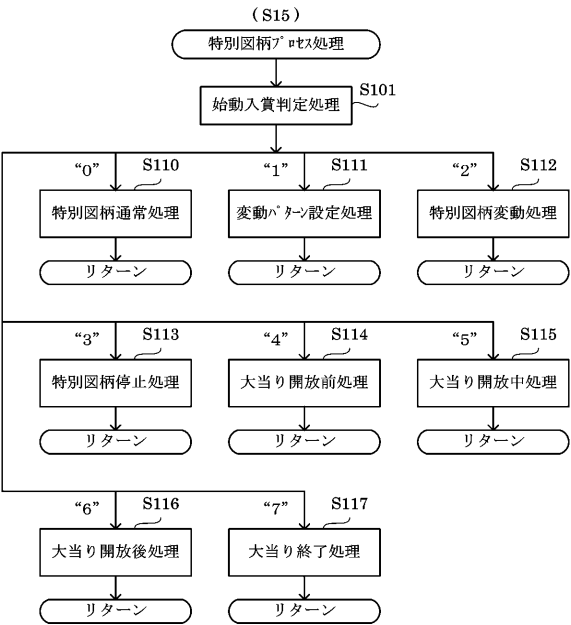 (S15)
特別図柄ﾌﾟﾛｾｽ処理
S101
始動入賞判定処理
“0” S110 “1” S111 “2” S112
特別図柄通常処理 変動ﾊﾟﾀｰﾝ設定処理 特別図柄変動処理
リターン リターン リターン
“3” S113 “4” S114 “5” S115
特別図柄停止処理 大当り開放前処理 大当り開放中処理
リターン リターン リターン
“6” S116 “7” S117
大当り開放後処理 大当り終了処理
リターン リターン